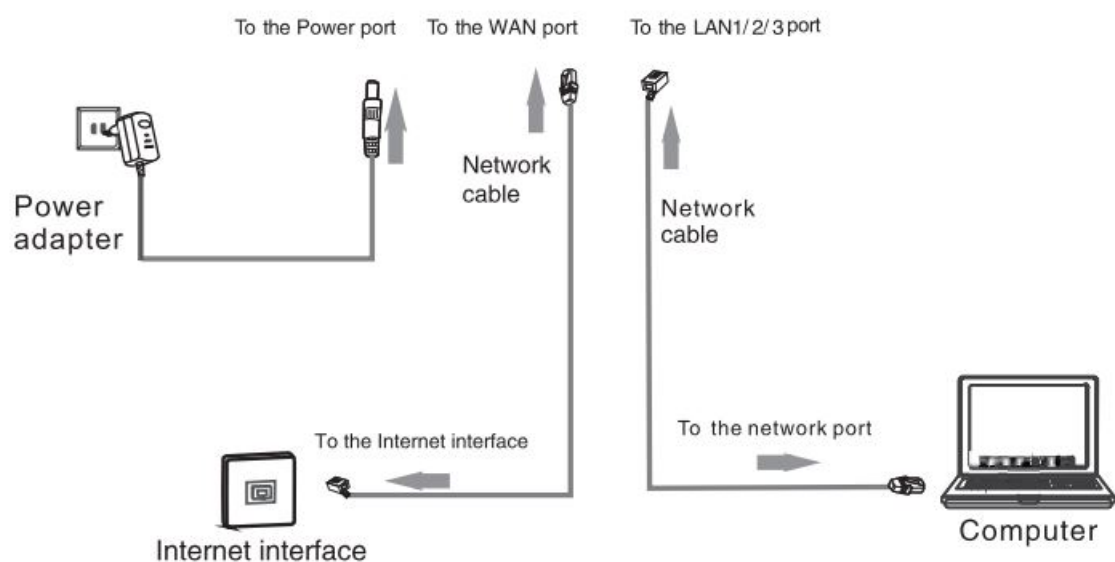 To the Power port
To the WAN port
To the LAN1/2/3 port
Network
cable
Power
adapter
Network
cable
To the Internet interface
To the network port
Internet interface
Computer